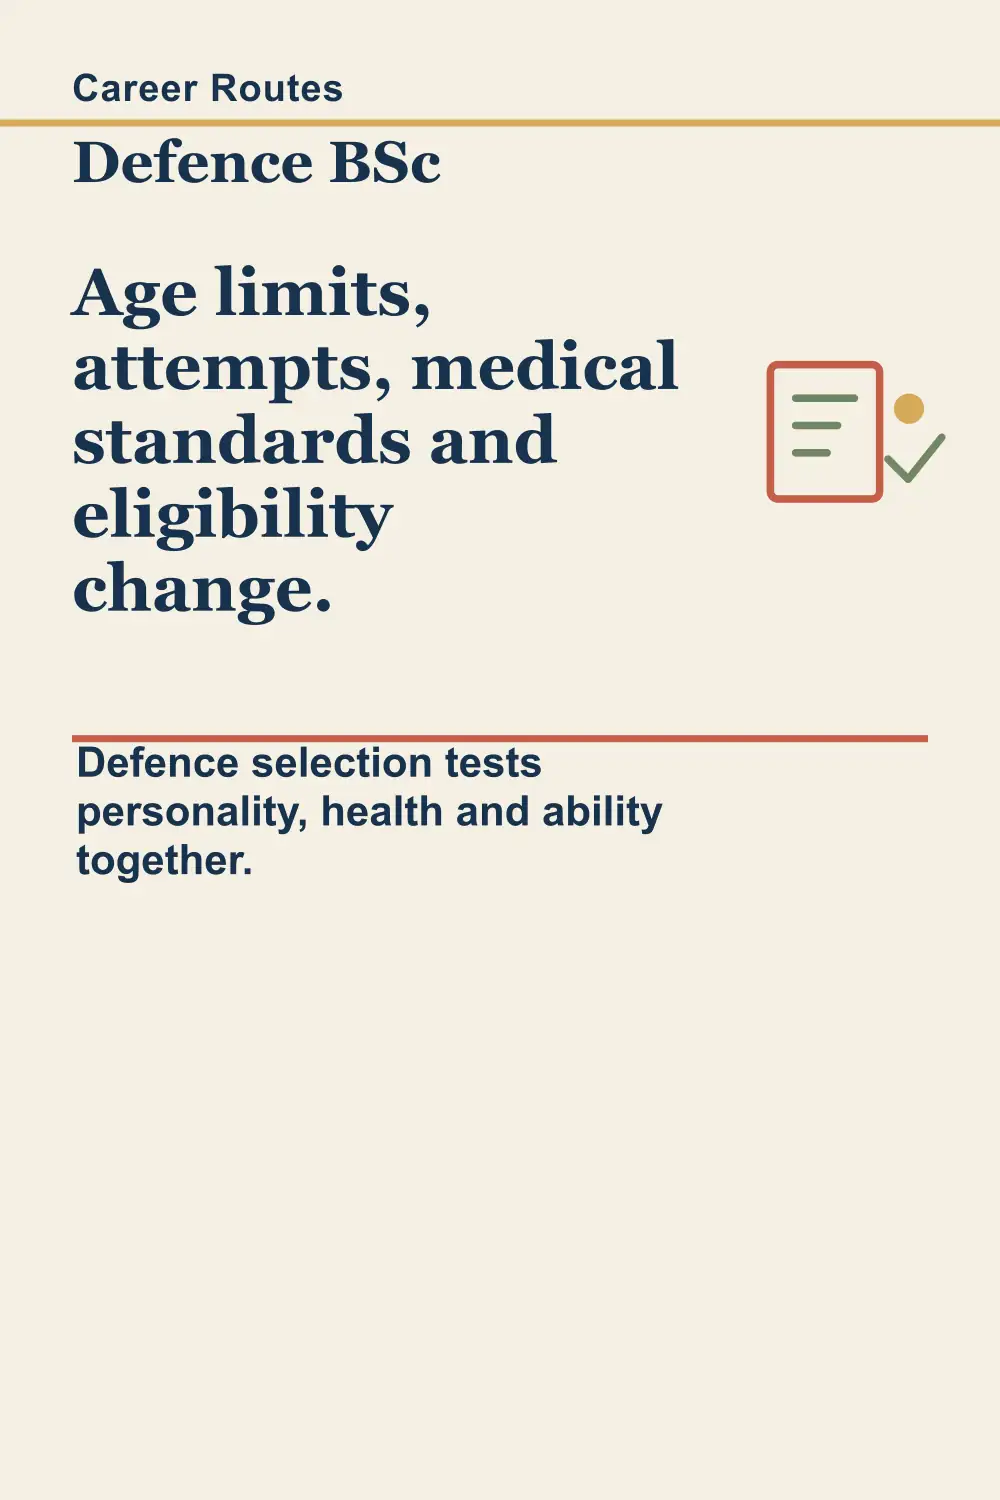 Career Routes
Defence BSc
Age limits,
attempts, medical
standards and
eligibility
change.
Defence selection tests
personality, health and ability
together.